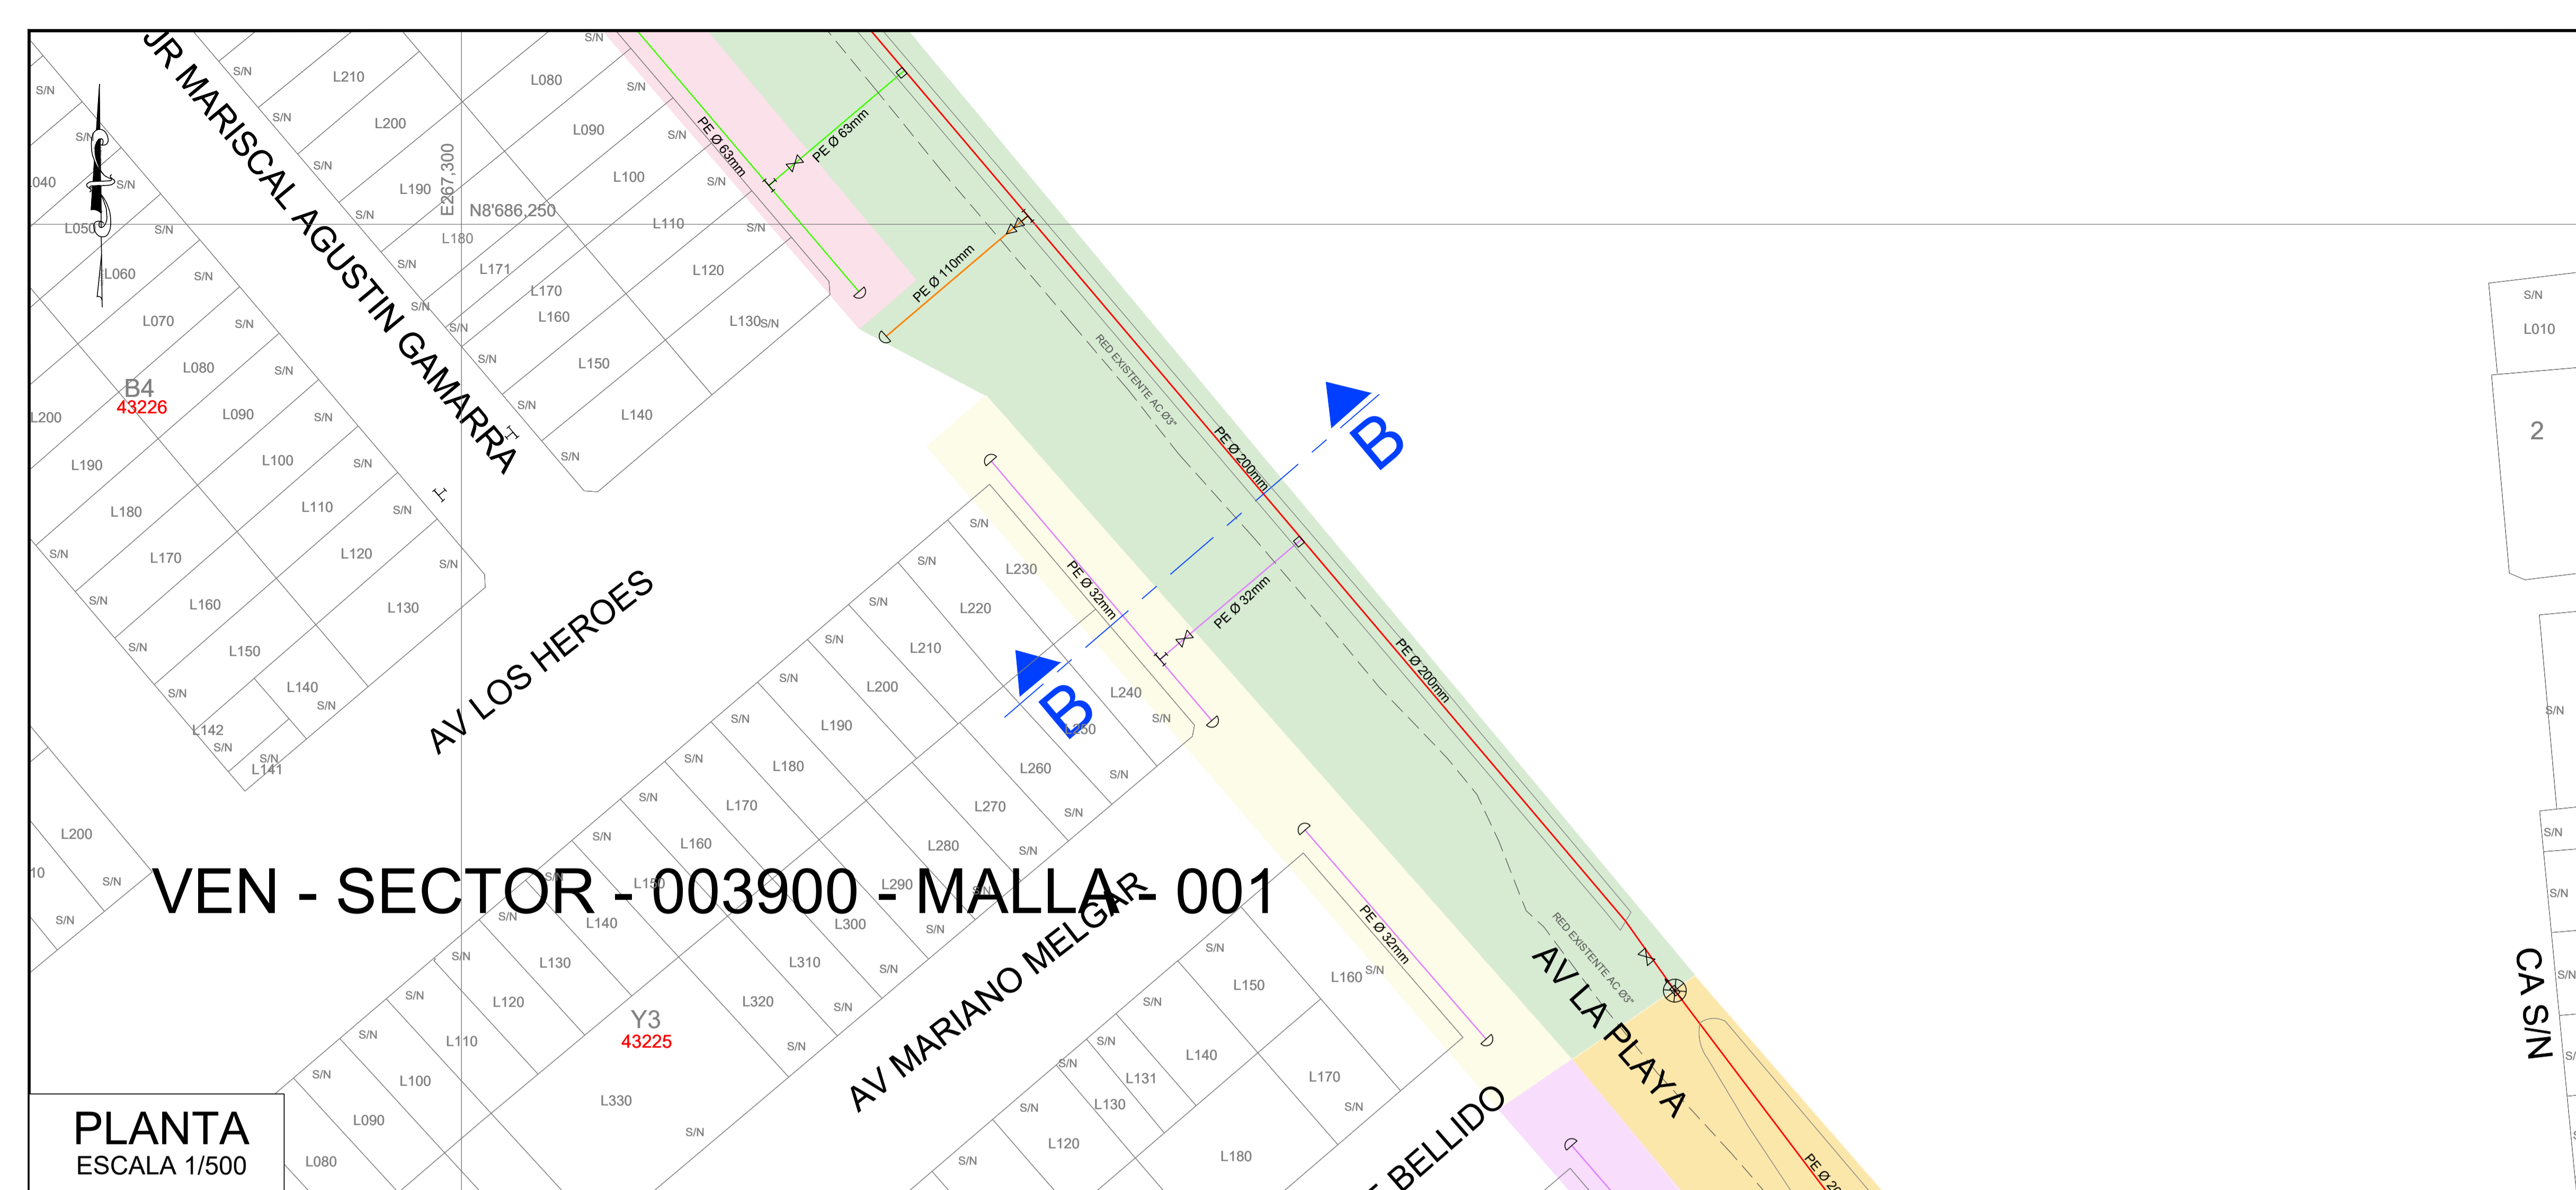 JR MARISCAL AGUSTIN GAMARRA
S/N
L210
L080
S/N
S/N
S/N
S/N
L200
L090
S/N
S/N
S/N
L100
S/N
S/N
L190
E267,300
N8'686,250
S/N
L180
L110
S/N
S/N
S/N
L171
L120
S/N
L170
S/N
L160
L130
S/N
S/N
L150
S/N
L140
S/N
S/N
L050
L060
S/N
S/N
L070
S/N
L080
S/N
B4
43226
L200
L090
S/N
L190
L100
S/N
L180
L110
S/N
S/N
L170
L120
S/N
S/N
L160
L130
S/N
L150
S/N
L140
S/N
L142
S/N
S/N
L141
AV LOS HEROES
L200
S/N
S/N
VEN - SECTOR - 003900 - MALLA - 001
PE Ø 63mm
PE Ø 63mm
PE Ø 110mm
RED EXISTENTE AC Ø3"
PE Ø 200mm
B
PE Ø 32mm
PE Ø 32mm
B
PE Ø 200mm
S/N
L230
S/N
L220
S/N
L210
S/N
L240
S/N
L200
L250
S/N
L190
L260
S/N
S/N
L180
L270
S/N
S/N
L170
L280
S/N
S/N
L160
L290
S/N
S/N
L150
L300
S/N
S/N
L140
L310
S/N
S/N
L130
L320
S/N
S/N
L120
Y3
43225
S/N
S/N
L110
L330
S/N
S/N
L100
L090
L080
AV MARIANO MELGAR
PE Ø 32mm
S/N
L160
S/N
L150
S/N
L140
S/N
S/N
L131
L170
S/N
L130
S/N
L120
L180
S/N
RED EXISTENTE AC Ø3"
AV LA PLAYA
BELLIDO
S/N
L010
2
S/N
S/N
S/N
S/N
CA S/N
PLANTA
ESCALA 1/500